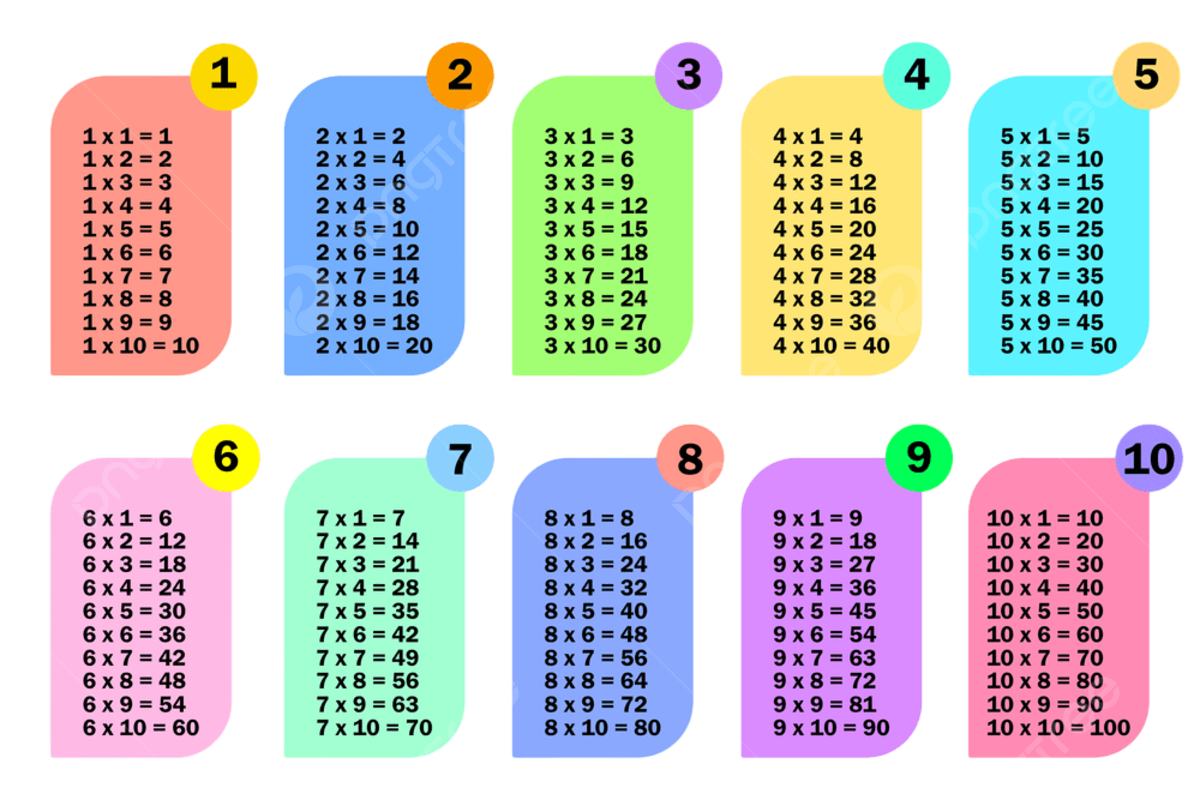 1
1 x 1 = 1
1 x 2 = 2
1 x 3 = 3
1 x 4 = 4
1 x 5 = 5
1 x 6 = 6
1 x 7 = 7
1 x 8 = 8
1 x 9 = 9
1 x 10 = 10
2
2 x 1 = 2
2 x 2 = 4
2 x 3 = 6
2 x 4 = 8
2 x 5 = 10
2 x 6 = 12
2 x 7 = 14
2 x 8 = 16
2 x 9 = 18
2 x 10 = 20
3
3 x 1 = 3
3 x 2 = 6
3 x 3 = 9
3 x 4 = 12
3 x 5 = 15
3 x 6 = 18
3 x 7 = 21
3 x 8 = 24
3 x 9 = 27
3 x 10 = 30
4
4 x 1 = 4
4 x 2 = 8
4 x 3 = 12
4 x 4 = 16
4 x 5 = 20
4 x 6 = 24
4 x 7 = 28
4 x 8 = 32
4 x 9 = 36
4 x 10 = 40
5
5 x 1 = 5
5 x 2 = 10
5 x 3 = 15
5 x 4 = 20
5 x 5 = 25
5 x 6 = 30
5 x 7 = 35
5 x 8 = 40
5 x 9 = 45
5 x 10 = 50
6
6 x 1 = 6
6 x 2 = 12
6 x 3 = 18
6 x 4 = 24
6 x 5 = 30
6 x 6 = 36
6 x 7 = 42
6 x 8 = 48
6 x 9 = 54
6 x 10 = 60
7
7 x 1 = 7
7 x 2 = 14
7 x 3 = 21
7 x 4 = 28
7 x 5 = 35
7 x 6 = 42
7 x 7 = 49
7 x 8 = 56
7 x 9 = 63
7 x 10 = 70
8
8 x 1 = 8
8 x 2 = 16
8 x 3 = 24
8 x 4 = 32
8 x 5 = 40
8 x 6 = 48
8 x 7 = 56
8 x 8 = 64
8 x 9 = 72
8 x 10 = 80
9
9 x 1 = 9
9 x 2 = 18
9 x 3 = 27
9 x 4 = 36
9 x 5 = 45
9 x 6 = 54
9 x 7 = 63
9 x 8 = 72
9 x 9 = 81
9 x 10 = 90
10
10 x 1 = 10
10 x 2 = 20
10 x 3 = 30
10 x 4 = 40
10 x 5 = 50
10 x 6 = 60
10 x 7 = 70
10 x 8 = 80
10 x 9 = 90
10 x 10 = 100
pngtree